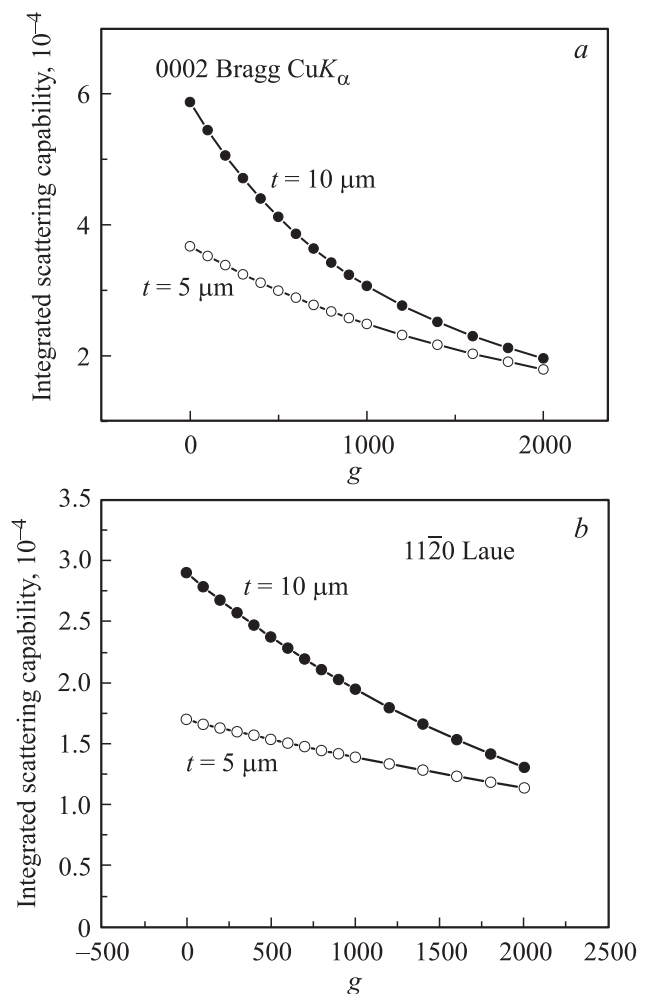 a
0002 Bragg CuKα
Integrated scattering capability, 10⁻⁴
6
4
2
t = 10 μm
t = 5 μm
0 1000 2000
g
b
112̅0 Laue
Integrated scattering capability, 10⁻⁴
3.5
3.0
2.5
2.0
1.5
1.0
0.5
0
t = 10 μm
t = 5 μm
−500 0 500 1000 1500 2000 2500
g